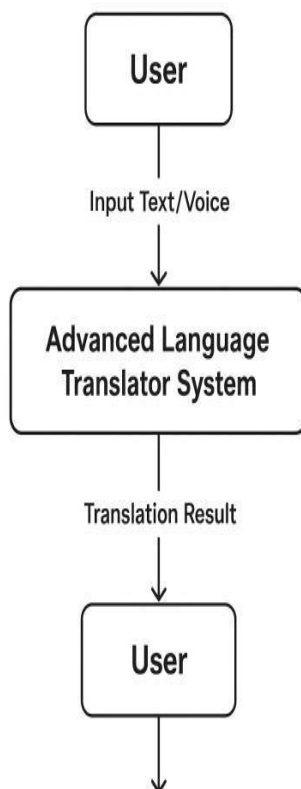 User
Input Text/Voice
Advanced Language
Translator System
Translation Result
User